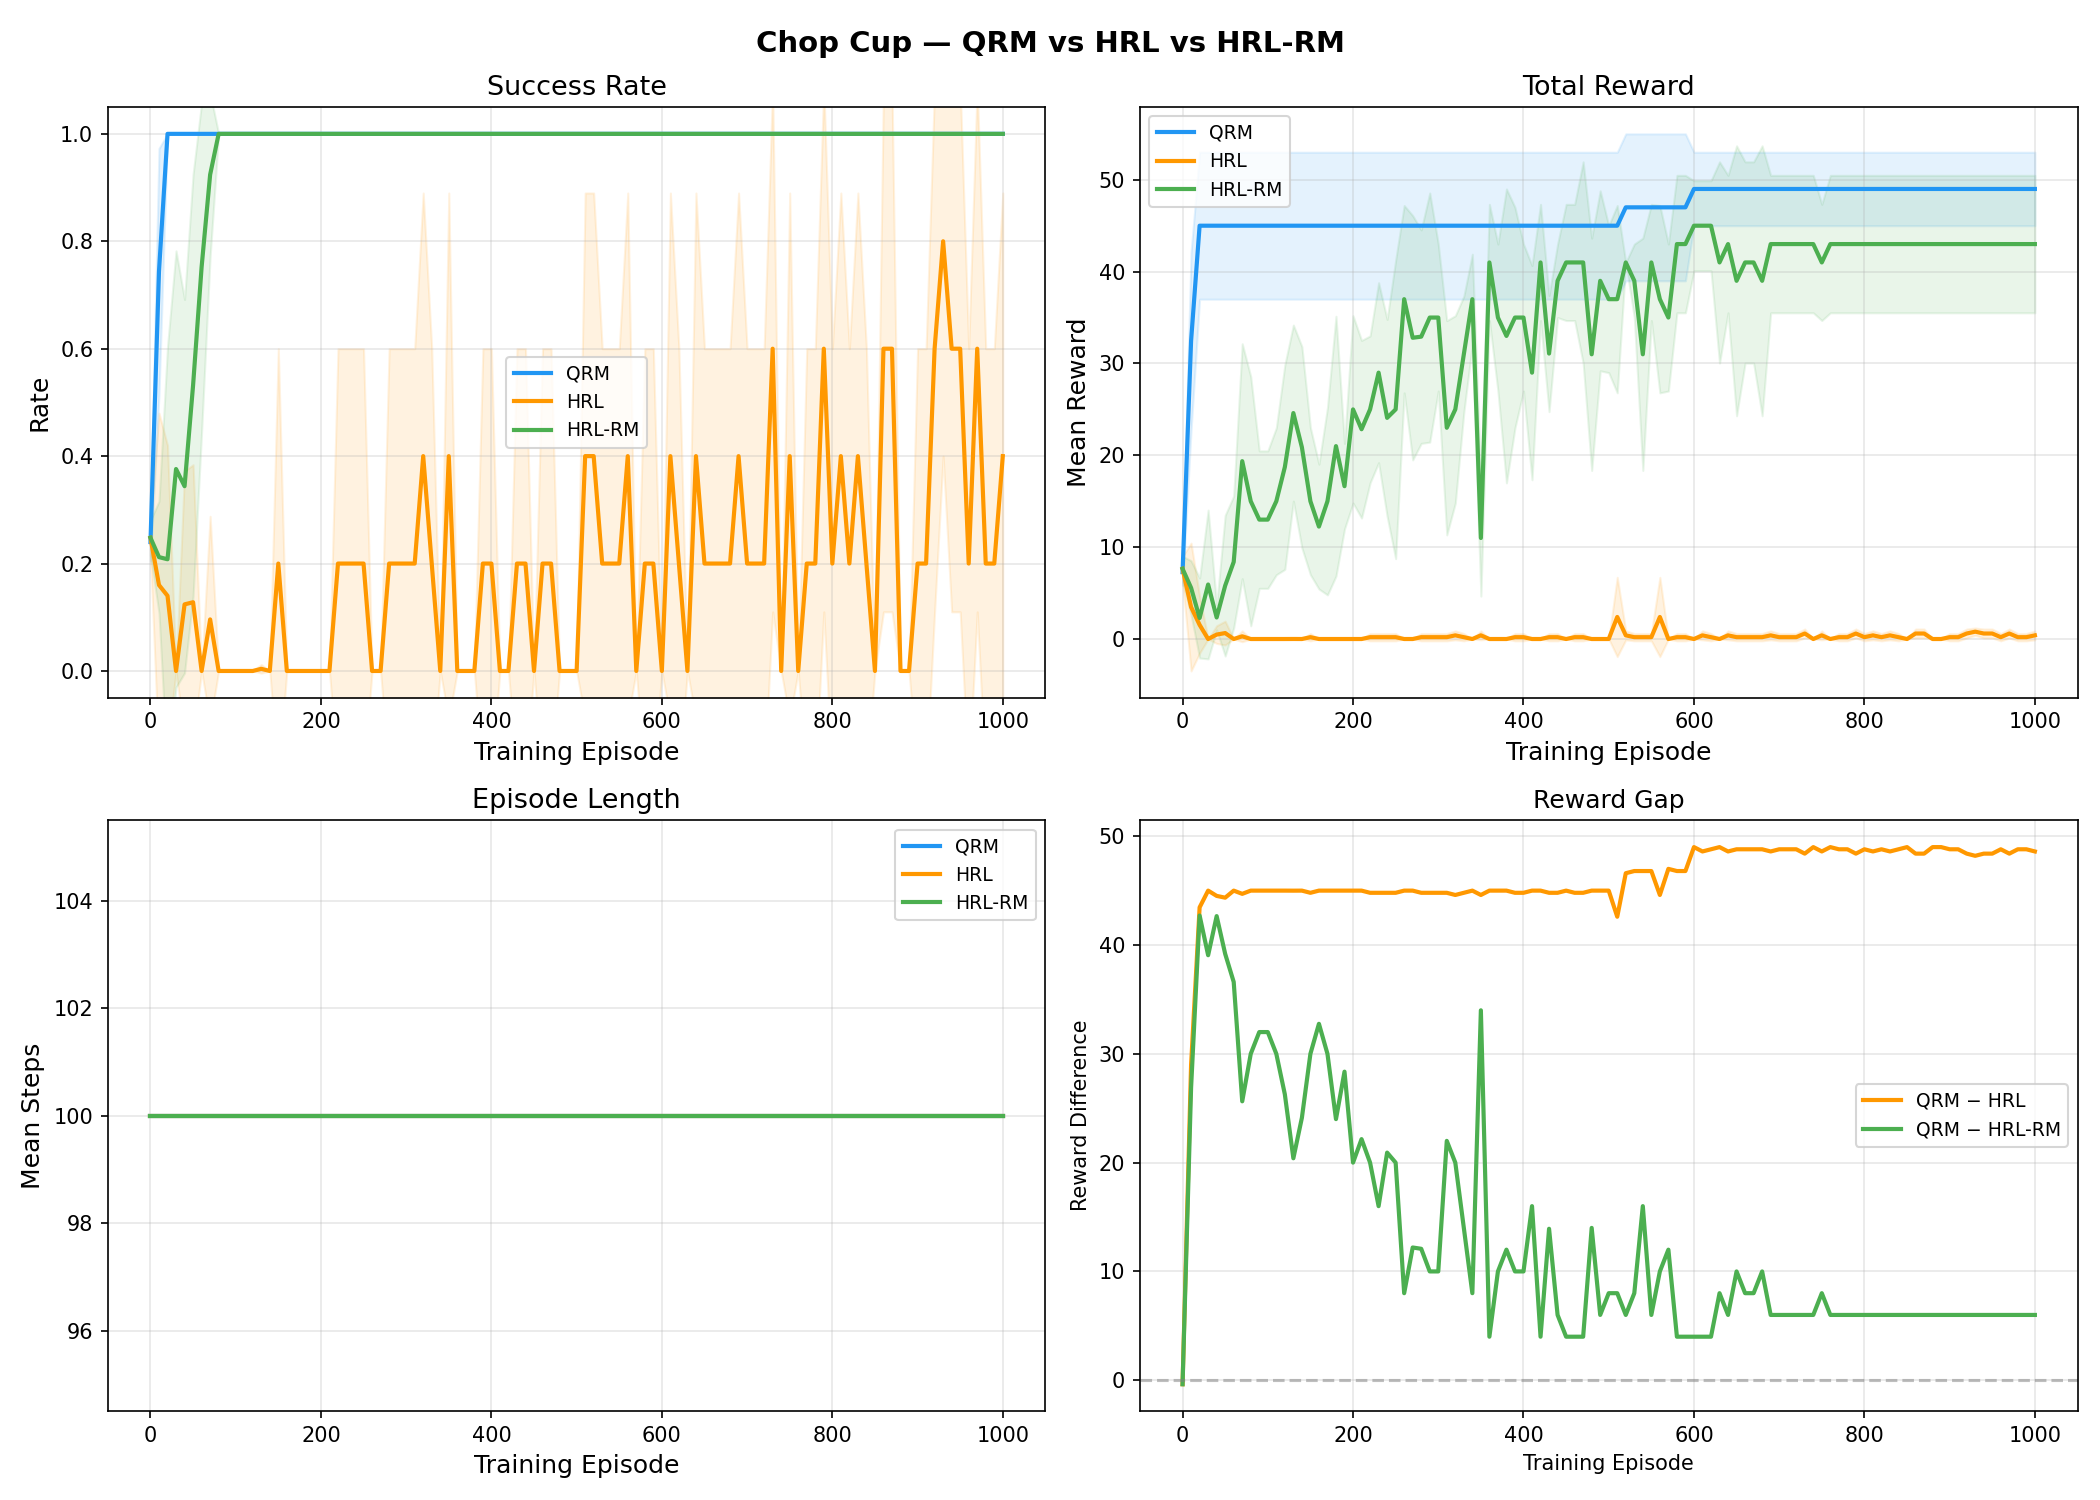 Chop Cup — QRM vs HRL vs HRL-RM
Success Rate
Rate
1.0
0.8
0.6
0.4
0.2
0.0
QRM
HRL
HRL-RM
0 200 400 600 800 1000
Training Episode
Total Reward
Mean Reward
50
40
30
20
10
0
QRM
HRL
HRL-RM
0 200 400 600 800 1000
Training Episode
Episode Length
Mean Steps
104
102
100
98
96
QRM
HRL
HRL-RM
0 200 400 600 800 1000
Training Episode
Reward Gap
Reward Difference
50
40
30
20
10
0
QRM − HRL
QRM − HRL-RM
0 200 400 600 800 1000
Training Episode